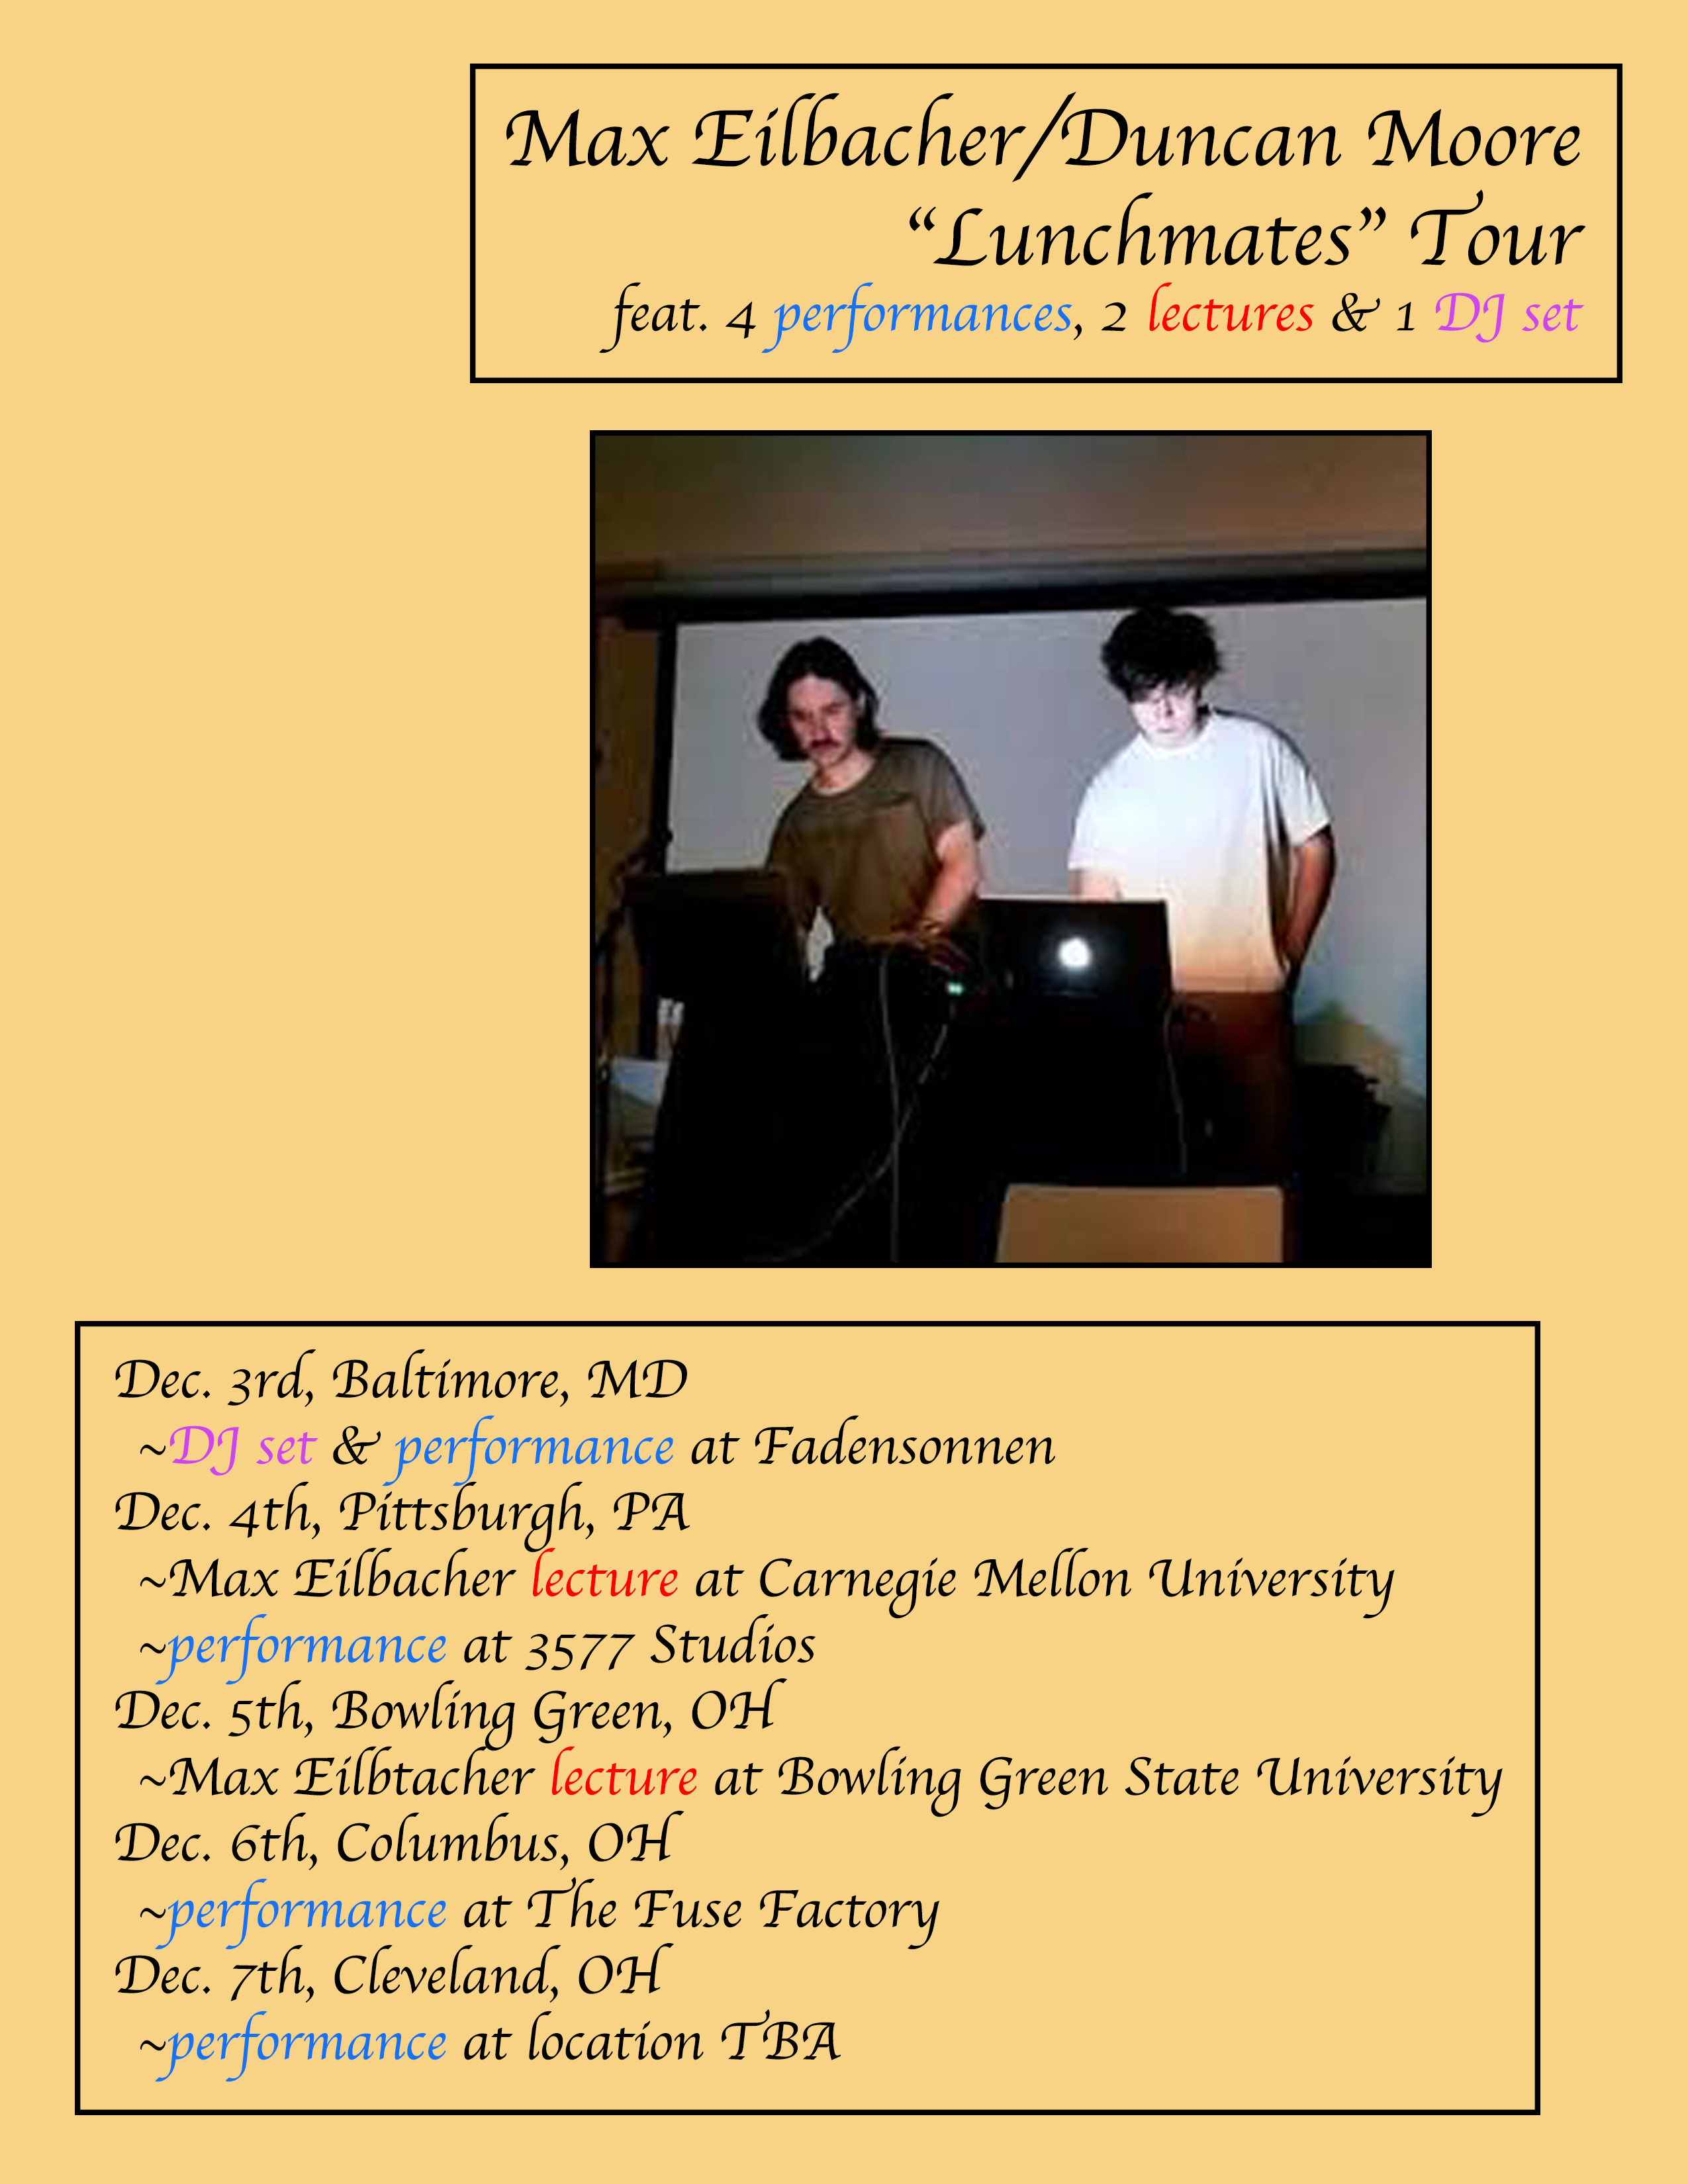 Max Eilbacher/Duncan Moore
“Lunchmates” Tour
feat. 4 performances, 2 lectures & 1 DJ set
Dec. 3rd, Baltimore, MD
~DJ set & performance at Fadensonnen
Dec. 4th, Pittsburgh, PA
~Max Eilbacher lecture at Carnegie Mellon University
~performance at 3577 Studios
Dec. 5th, Bowling Green, OH
~Max Eilbtacher lecture at Bowling Green State University
Dec. 6th, Columbus, OH
~performance at The Fuse Factory
Dec. 7th, Cleveland, OH
~performance at location TBA